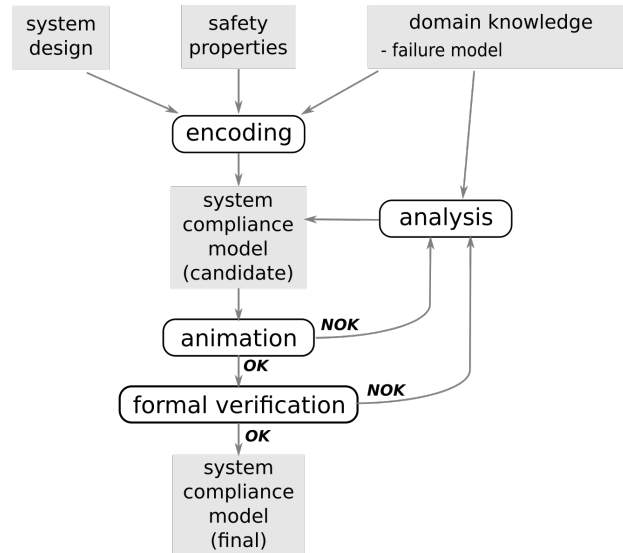 system
design
safety
properties
domain knowledge
- failure model
encoding
system
compliance
model
(candidate)
analysis
animation
NOK
OK
formal verification
NOK
OK
system
compliance
model
(final)